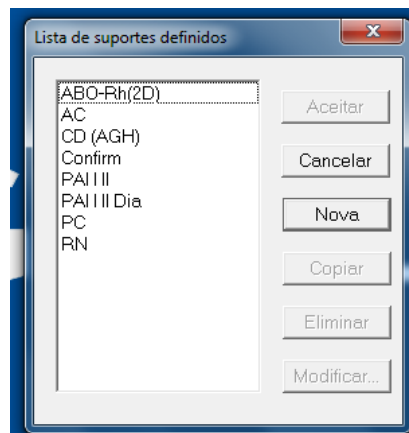 Lista de suportes definidos
ABO-Rh(2D)
AC
CD (AGH)
Confirm
PAI I II
PAI I II Dia
PC
RN
Aceitar
Cancelar
Nova
Copiar
Eliminar
Modificar...